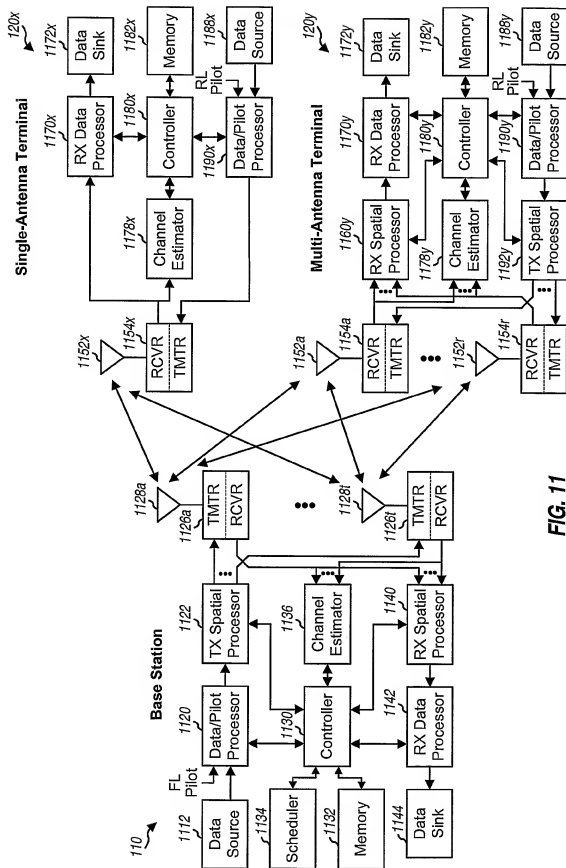 110
Base Station
FL
Pilot
1112
Data
Source
1120
Data/Pilot
Processor
1122
TX Spatial
Processor
1134
Scheduler
1130
Controller
1136
Channel
Estimator
1132
Memory
1144
Data
Sink
1142
RX Data
Processor
1140
RX Spatial
Processor
1128a
1126a
TMTR
RCVR
1128t
1126t
TMTR
RCVR
Single-Antenna Terminal
120x
1152x
1154x
RCVR
TMTR
1170x
RX Data
Processor
1172x
Data
Sink
1178x
Channel
Estimator
1180x
Controller
1182x
Memory
RL
Pilot
1188x
Data
Source
1190x
Data/Pilot
Processor
Multi-Antenna Terminal
120y
1152a
1154a
RCVR
TMTR
1152r
1154r
RCVR
TMTR
1160y
RX Spatial
Processor
1170y
RX Data
Processor
1172y
Data
Sink
1178y
Channel
Estimator
1180y
Controller
1182y
Memory
RL
Pilot
1188y
Data
Source
1190y
Data/Pilot
Processor
1192y
TX Spatial
Processor
FIG. 11